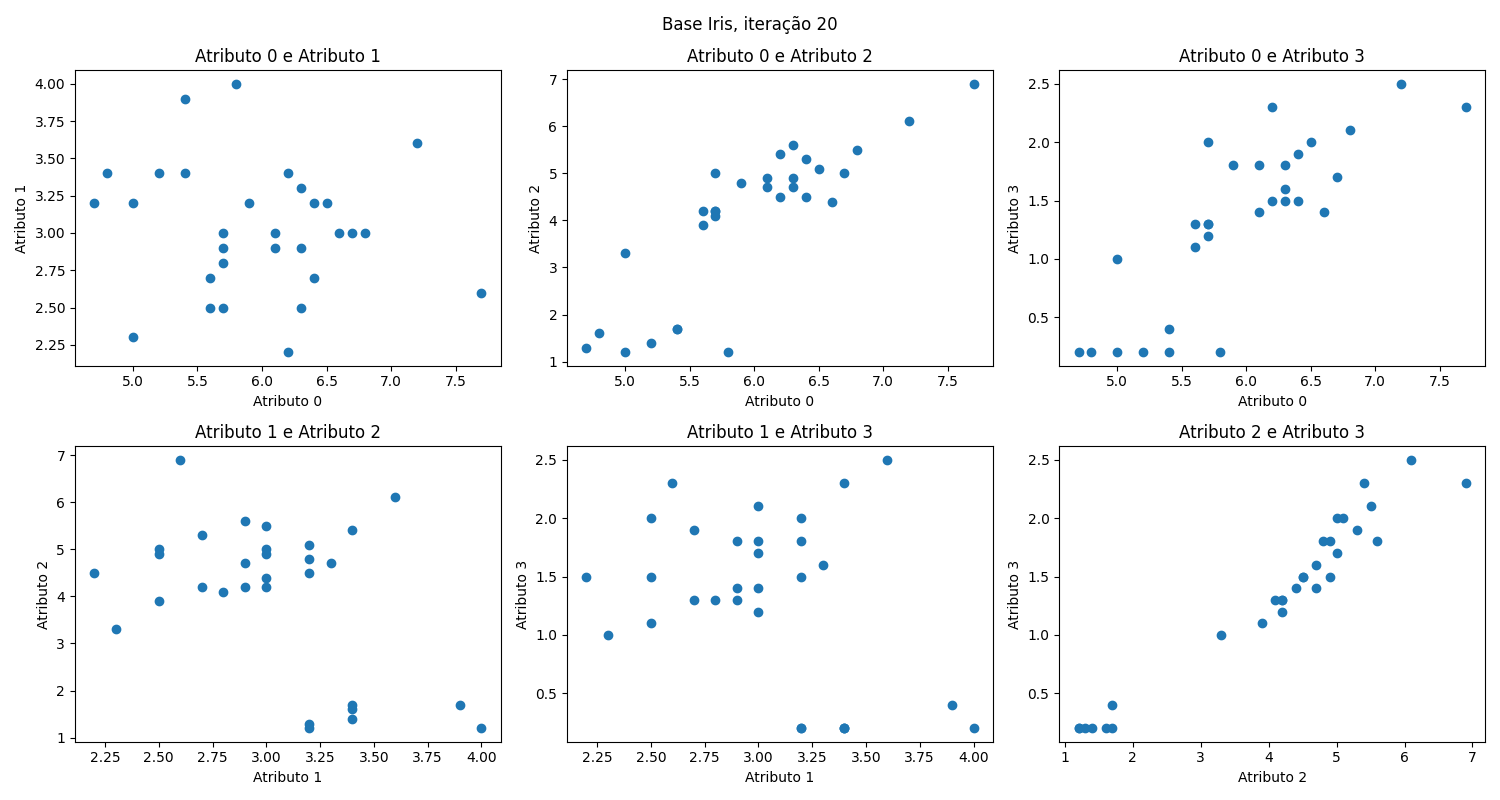 Base Iris, iteração 20
Atributo 0 e Atributo 1
4.00
3.75
3.50
3.25
3.00
2.75
2.50
2.25
Atributo 1
5.0 5.5 6.0 6.5 7.0 7.5
Atributo 0
Atributo 0 e Atributo 2
7
6
5
4
3
2
1
Atributo 2
5.0 5.5 6.0 6.5 7.0 7.5
Atributo 0
Atributo 0 e Atributo 3
2.5
2.0
1.5
1.0
0.5
Atributo 3
5.0 5.5 6.0 6.5 7.0 7.5
Atributo 0
Atributo 1 e Atributo 2
7
6
5
4
3
2
1
Atributo 2
2.25 2.50 2.75 3.00 3.25 3.50 3.75 4.00
Atributo 1
Atributo 1 e Atributo 3
2.5
2.0
1.5
1.0
0.5
Atributo 3
2.25 2.50 2.75 3.00 3.25 3.50 3.75 4.00
Atributo 1
Atributo 2 e Atributo 3
2.5
2.0
1.5
1.0
0.5
Atributo 3
1 2 3 4 5 6 7
Atributo 2